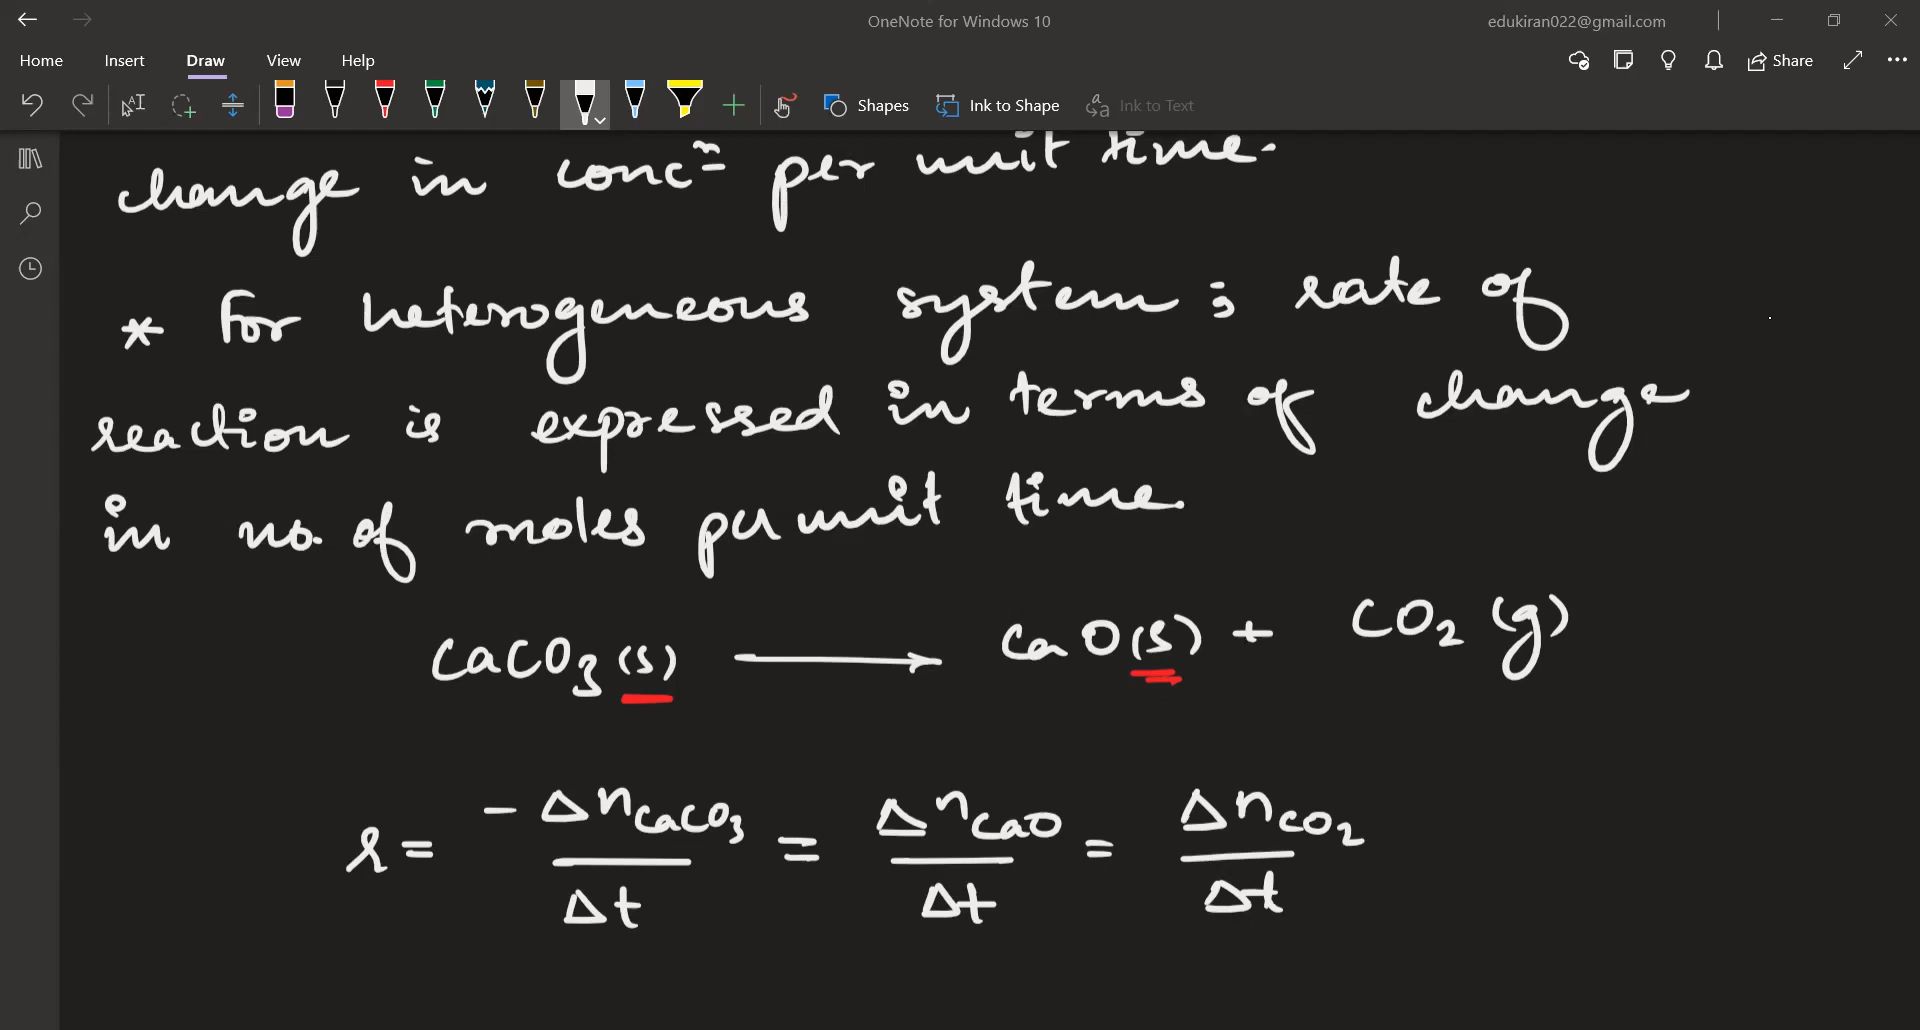 OneNote for Windows 10
edukiran022@gmail.com
Home Insert Draw View Help Share
Shapes Ink to Shape Ink to Text
change in concⁿ per unit time.
* For heterogeneous system; rate of
reaction is expressed in terms of change
in no. of moles per unit time.
CaCO₃(s) ⟶ CaO(s) + CO₂(g)
r = -Δn_CaCO₃/Δt = Δn_CaO/Δt = Δn_CO₂/Δt